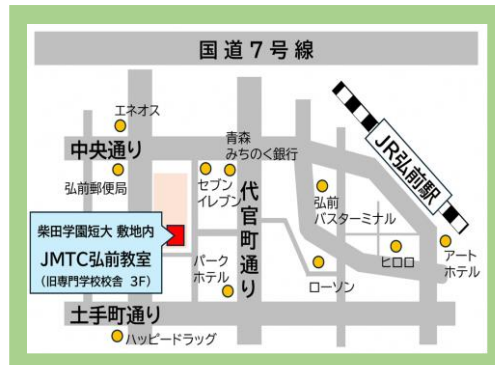 国道7号線
エネオス
中央通り
弘前郵便局
青森
みちのく銀行
セブン
イレブン
代官町通り
弘前
バスターミナル
JR弘前駅
柴田学園短大 敷地内
JMTC弘前教室
(旧専門学校校舎 3F)
パーク
ホテル
ローソン
ヒロロ
アート
ホテル
土手町通り
ハッピードラッグ